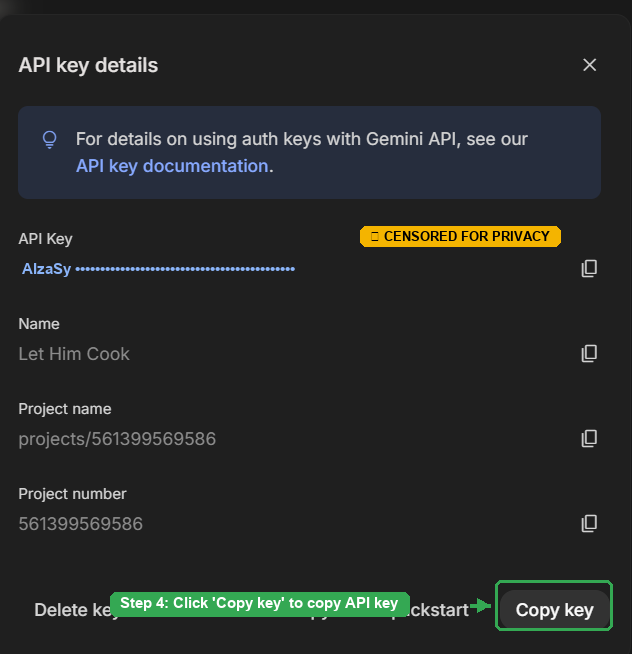 API key details
For details on using auth keys with Gemini API, see our
API key documentation.
API Key
CENSORED FOR PRIVACY
AIzaSy ••••••••••••••••••••••••••••••••••••••••••••
Name
Let Him Cook
Project name
projects/561399569586
Project number
561399569586
Delete
Step 4: Click 'Copy key' to copy API key
Copy key